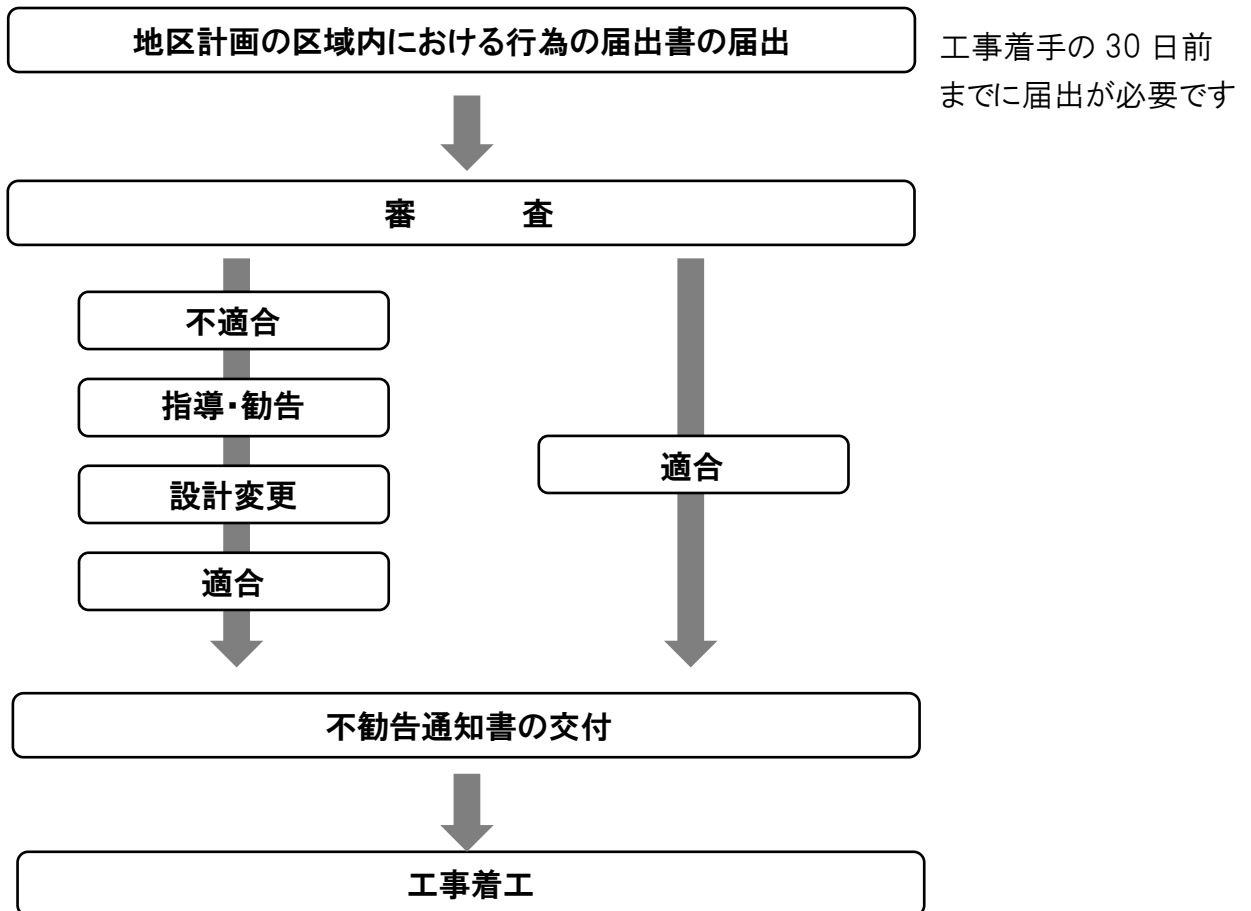 地区計画の区域内における行為の届出書の届出
工事着手の 30 日前
までに届出が必要です
審　　　査
不適合
指導・勧告
設計変更
適合
適合
不勧告通知書の交付
工事着工